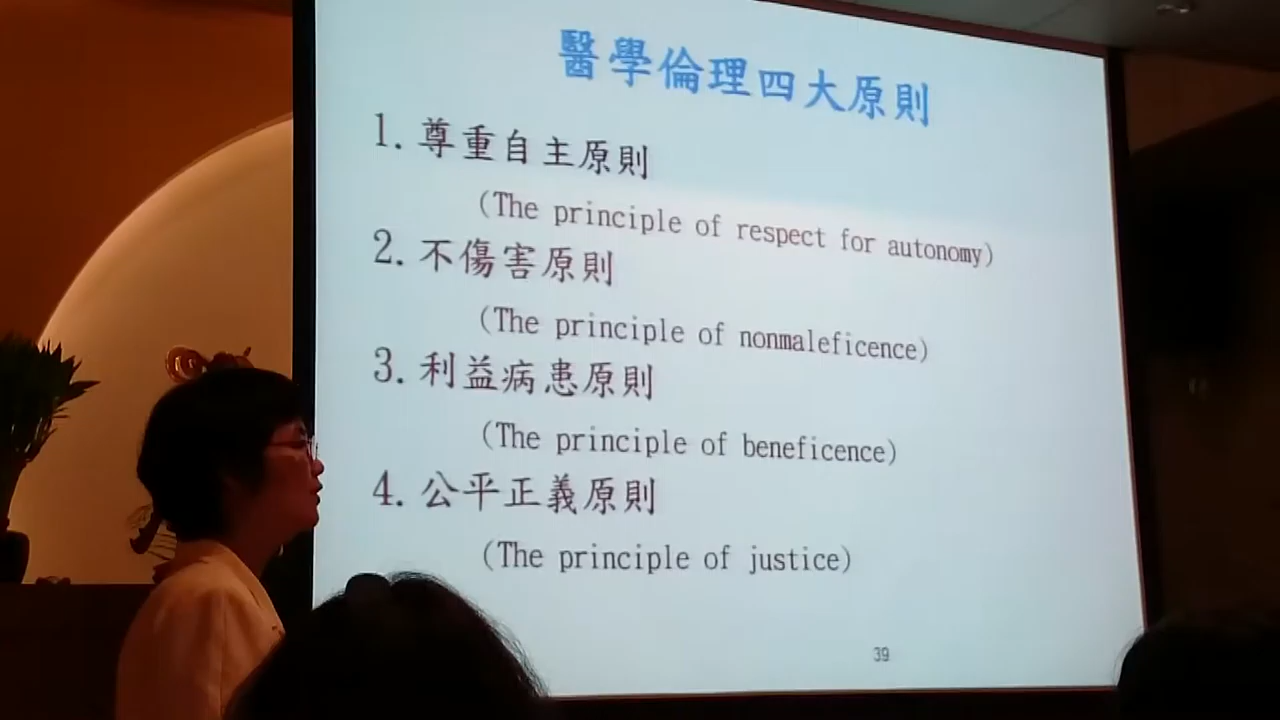 醫學倫理四大原則
1. 尊重自主原則
(The principle of respect for autonomy)
2. 不傷害原則
(The principle of nonmaleficence)
3. 利益病患原則
(The principle of beneficence)
4. 公平正義原則
(The principle of justice)
39